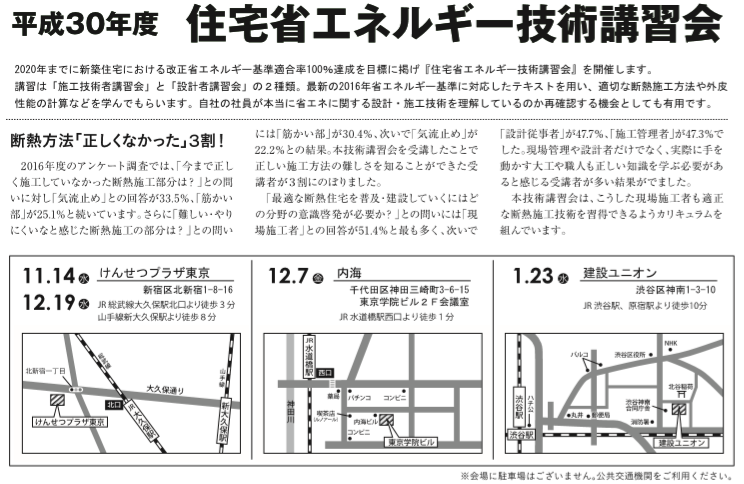 平成30年度 住宅省エネルギー技術講習会
2020年までに新築住宅における改正省エネルギー基準適合率100%達成を目標に掲げ『住宅省エネルギー技術講習会』を開催します。
講習は「施工技術者講習会」と「設計者講習会」の２種類。最新の2016年省エネルギー基準に対応したテキストを用い、適切な断熱施工方法や外皮
性能の計算などを学んでもらいます。自社の社員が本当に省エネに関する設計・施工技術を理解しているのか再確認する機会としても有用です。
断熱方法「正しくなかった」３割！
2016年度のアンケート調査では、「今まで正し
く施工していなかった断熱施工部分は？」との問
いに対し「気流止め」との回答が33.5%、「筋かい
部」が25.1%と続いています。さらに「難しい・やり
にくいなと感じた断熱施工の部分は？」との問い
には「筋かい部」が30.4%、次いで「気流止め」が
22.2%との結果。本技術講習会を受講したことで
正しい施工方法の難しさを知ることができた受
講者が３割にのぼりました。
「最適な断熱住宅を普及・建設していくにはど
の分野の意識啓発が必要か？」との問いには「現
場施工者」との回答が51.4%と最も多く、次いで
「設計従事者」が47.7%、「施工管理者」が47.3%で
した。現場管理や設計者だけでなく、実際に手を
動かす大工や職人も正しい知識を学ぶ必要があ
ると感じる受講者が多い結果がでました。
本技術講習会は、こうした現場施工者も適正
な断熱施工技術を習得できるようカリキュラムを
組んでいます。
11.14 水 けんせつプラザ東京
新宿区北新宿1-8-16
12.19 水 JR総武線大久保駅北口より徒歩３分
山手線新大久保駅より徒歩８分
北新宿一丁目
総武線
山手線
大久保通り
北口
JR大久保駅
新大久保駅
けんせつプラザ東京
12.7 金 内海
千代田区神田三崎町3-6-15
東京学院ビル２Ｆ会議室
JR水道橋駅西口より徒歩１分
JR水道橋駅
西口
神田川
薬局
パチンコ
コンビニ
喫茶店
(ルノアール)
内海ビル
コンビニ
東京学院ビル
1.23 水 建設ユニオン
渋谷区神南1-3-10
JR渋谷駅、原宿駅より徒歩10分
NHK
パルコ
渋谷区役所
北谷稲荷
渋谷神南
合同庁舎
ハチ公
渋谷駅
丸井
郵便局
消防署
渋谷駅
建設ユニオン
※会場に駐車場はございません。公共交通機関をご利用ください。